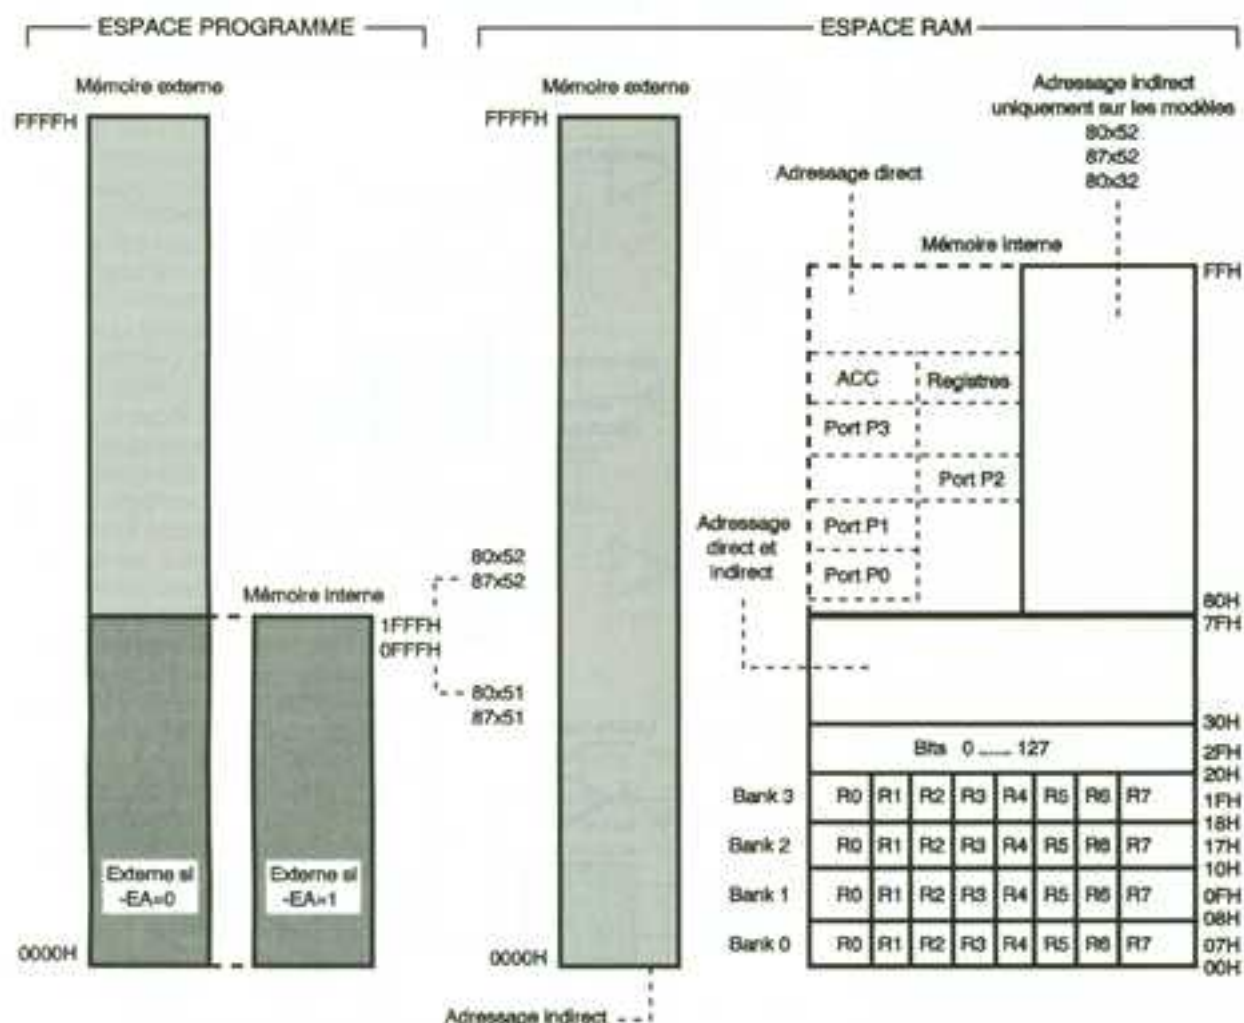 ESPACE PROGRAMME
ESPACE RAM
Mémoire externe
FFFFH
0000H
Externe si
-EA=0
Mémoire interne
1FFFH
0FFFH
Externe si
-EA=1
80x52
87x52
80x51
87x51
Mémoire externe
FFFFH
0000H
Adressage indirect
Adressage direct
Adressage indirect
uniquement sur les modèles
80x52
87x52
80x32
Mémoire interne
FFH
ACC
Registres
Port P3
Port P2
Port P1
Port P0
80H
Adressage
direct et
indirect
7FH
30H
Bits 0 ...... 127
2FH
20H
Bank 3 R0 R1 R2 R3 R4 R5 R6 R7 1FH
18H
Bank 2 R0 R1 R2 R3 R4 R5 R6 R7 17H
10H
Bank 1 R0 R1 R2 R3 R4 R5 R6 R7 0FH
08H
Bank 0 R0 R1 R2 R3 R4 R5 R6 R7 07H
00H